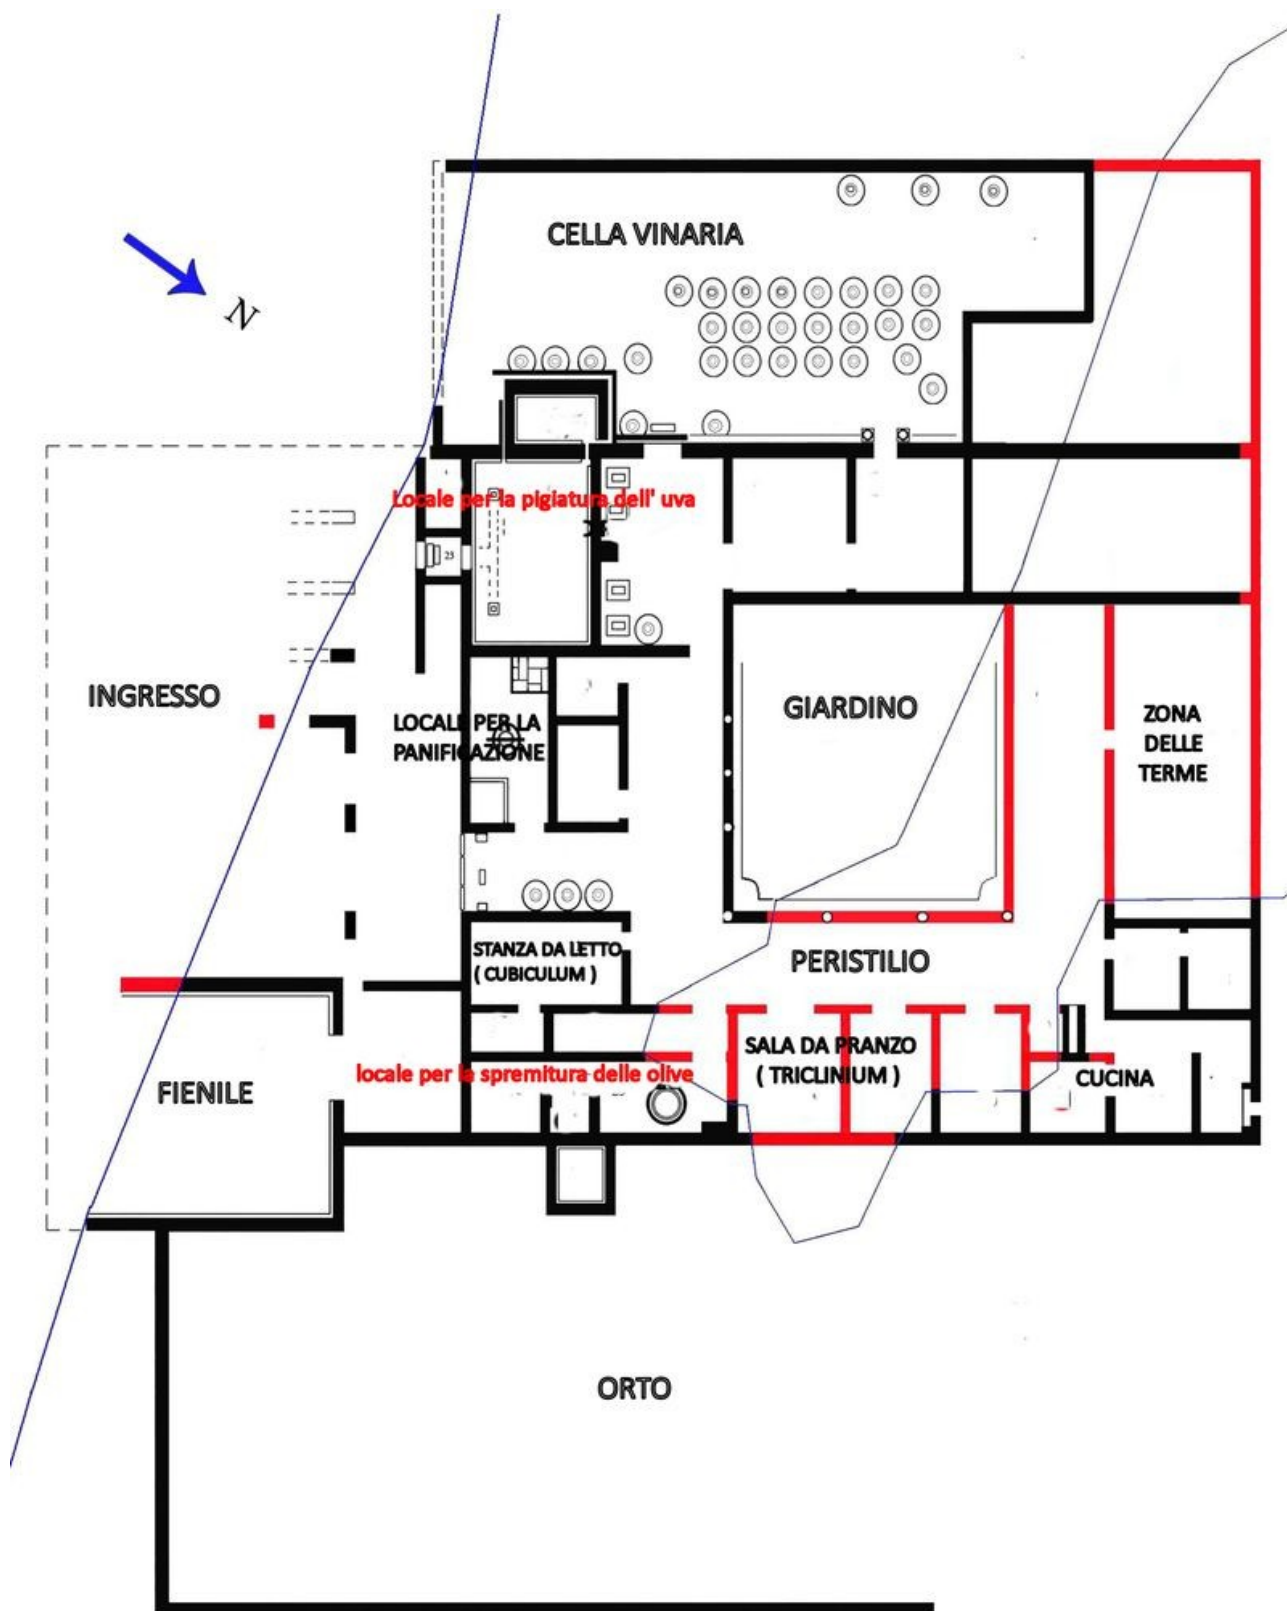 CELLA VINARIA
N
Locale per la pigiatura dell' uva
23
INGRESSO
LOCALE PER LA
PANIFICAZIONE
GIARDINO
ZONA
DELLE
TERME
STANZA DA LETTO
( CUBICULUM )
PERISTILIO
SALA DA PRANZO
( TRICLINIUM )
locale per la spremitura delle olive
CUCINA
FIENILE
ORTO